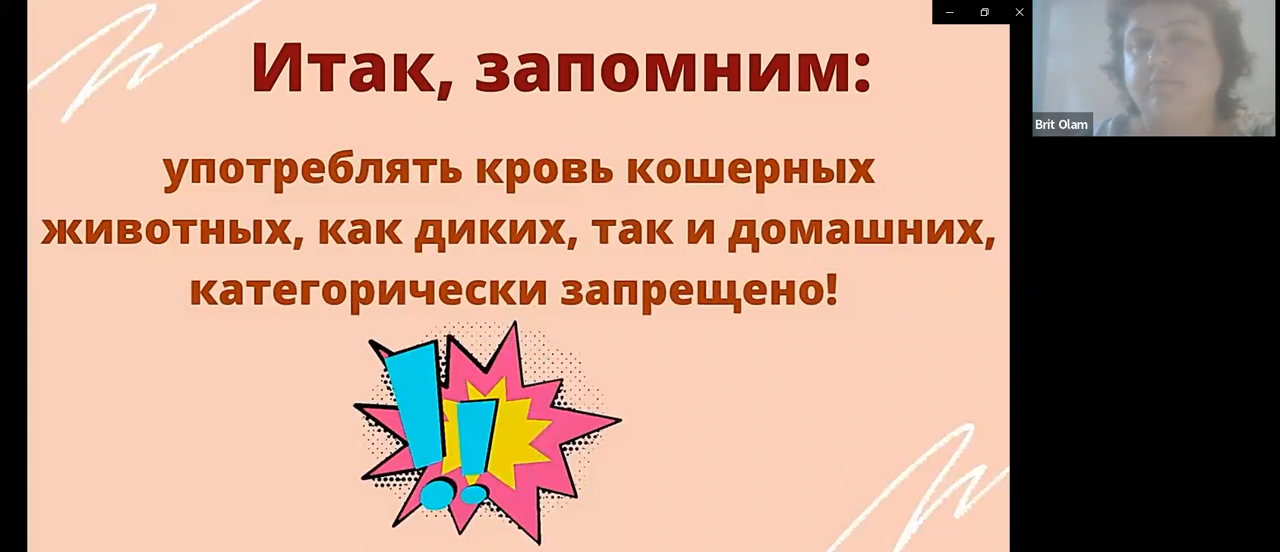 Итак, запомним:
употреблять кровь кошерных
животных, как диких, так и домашних,
категорически запрещено!
Brit Olam